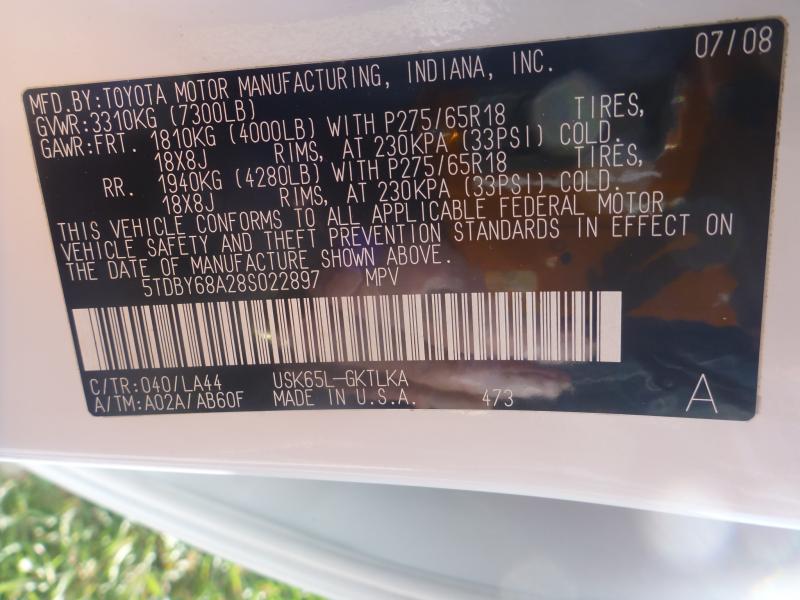 07/08
MFD.BY:TOYOTA MOTOR MANUFACTURING, INDIANA, INC.
GVWR:3310KG (7300LB)
GAWR:FRT. 1810KG (4000LB) WITH P275/65R18 TIRES,
18X8J RIMS, AT 230KPA (33PSI) COLD.
RR. 1940KG (4280LB) WITH P275/65R18 TIRES,
18X8J RIMS, AT 230KPA (33PSI) COLD.
THIS VEHICLE CONFORMS TO ALL APPLICABLE FEDERAL MOTOR
VEHICLE SAFETY AND THEFT PREVENTION STANDARDS IN EFFECT ON
THE DATE OF MANUFACTURE SHOWN ABOVE.
5TDBY68A28S022897 MPV
C/TR:040/LA44 USK65L-GKTLKA
A/TM:A02A/AB60F MADE IN U.S.A. 473 A